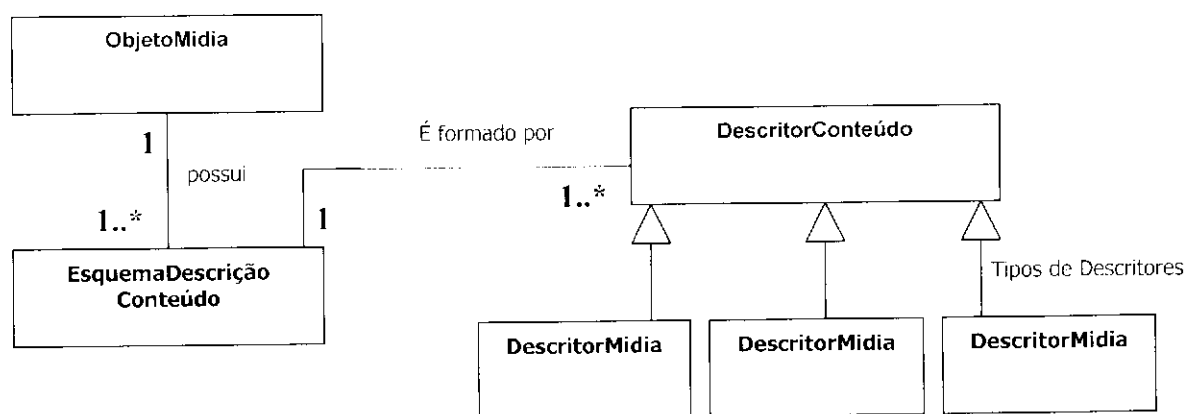 ObjetoMidia
1
possui
1..*
EsquemaDescrição
Conteúdo
É formado por
1
1..*
DescritorConteúdo
Tipos de Descritores
DescritorMidia
DescritorMidia
DescritorMidia